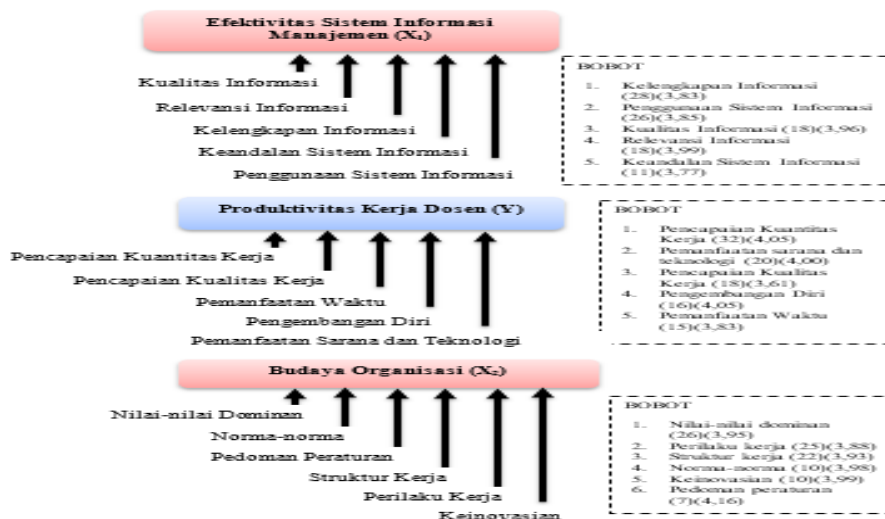 Efektivitas Sistem Informasi
Manajemen (X1)
Kualitas Informasi
Relevansi Informasi
Kelengkapan Informasi
Keandalan Sistem Informasi
Penggunaan Sistem Informasi
BOBOT
1. Kelengkapan Informasi
(28)(3,83)
2. Penggunaan Sistem Informasi
(26)(3,85)
3. Kualitas Informasi (18)(3,96)
4. Relevansi Informasi
(18)(3,99)
5. Keandalan Sistem Informasi
(11)(3,77)
Produktivitas Kerja Dosen (Y)
Pencapaian Kuantitas Kerja
Pencapaian Kualitas Kerja
Pemanfaatan Waktu
Pengembangan Diri
Pemanfaatan Sarana dan Teknologi
BOBOT
1. Pencapaian Kuantitas
Kerja (32)(4,05)
2. Pemanfaatan sarana dan
teknologi (20)(4,00)
3. Pencapaian Kualitas
Kerja (18)(3,61)
4. Pengembangan Diri
(16)(4,05)
5. Pemanfaatan Waktu
(15)(3,83)
Budaya Organisasi (X2)
Nilai-nilai Dominan
Norma-norma
Pedoman Peraturan
Struktur Kerja
Perilaku Kerja
Keinovasian
BOBOT
1. Nilai-nilai dominan
(26)(3,95)
2. Perilaku kerja (25)(3,88)
3. Struktur kerja (22)(3,93)
4. Norma-norma (10)(3,98)
5. Keinovasian (10)(3,99)
6. Pedoman peraturan
(7)(4,16)